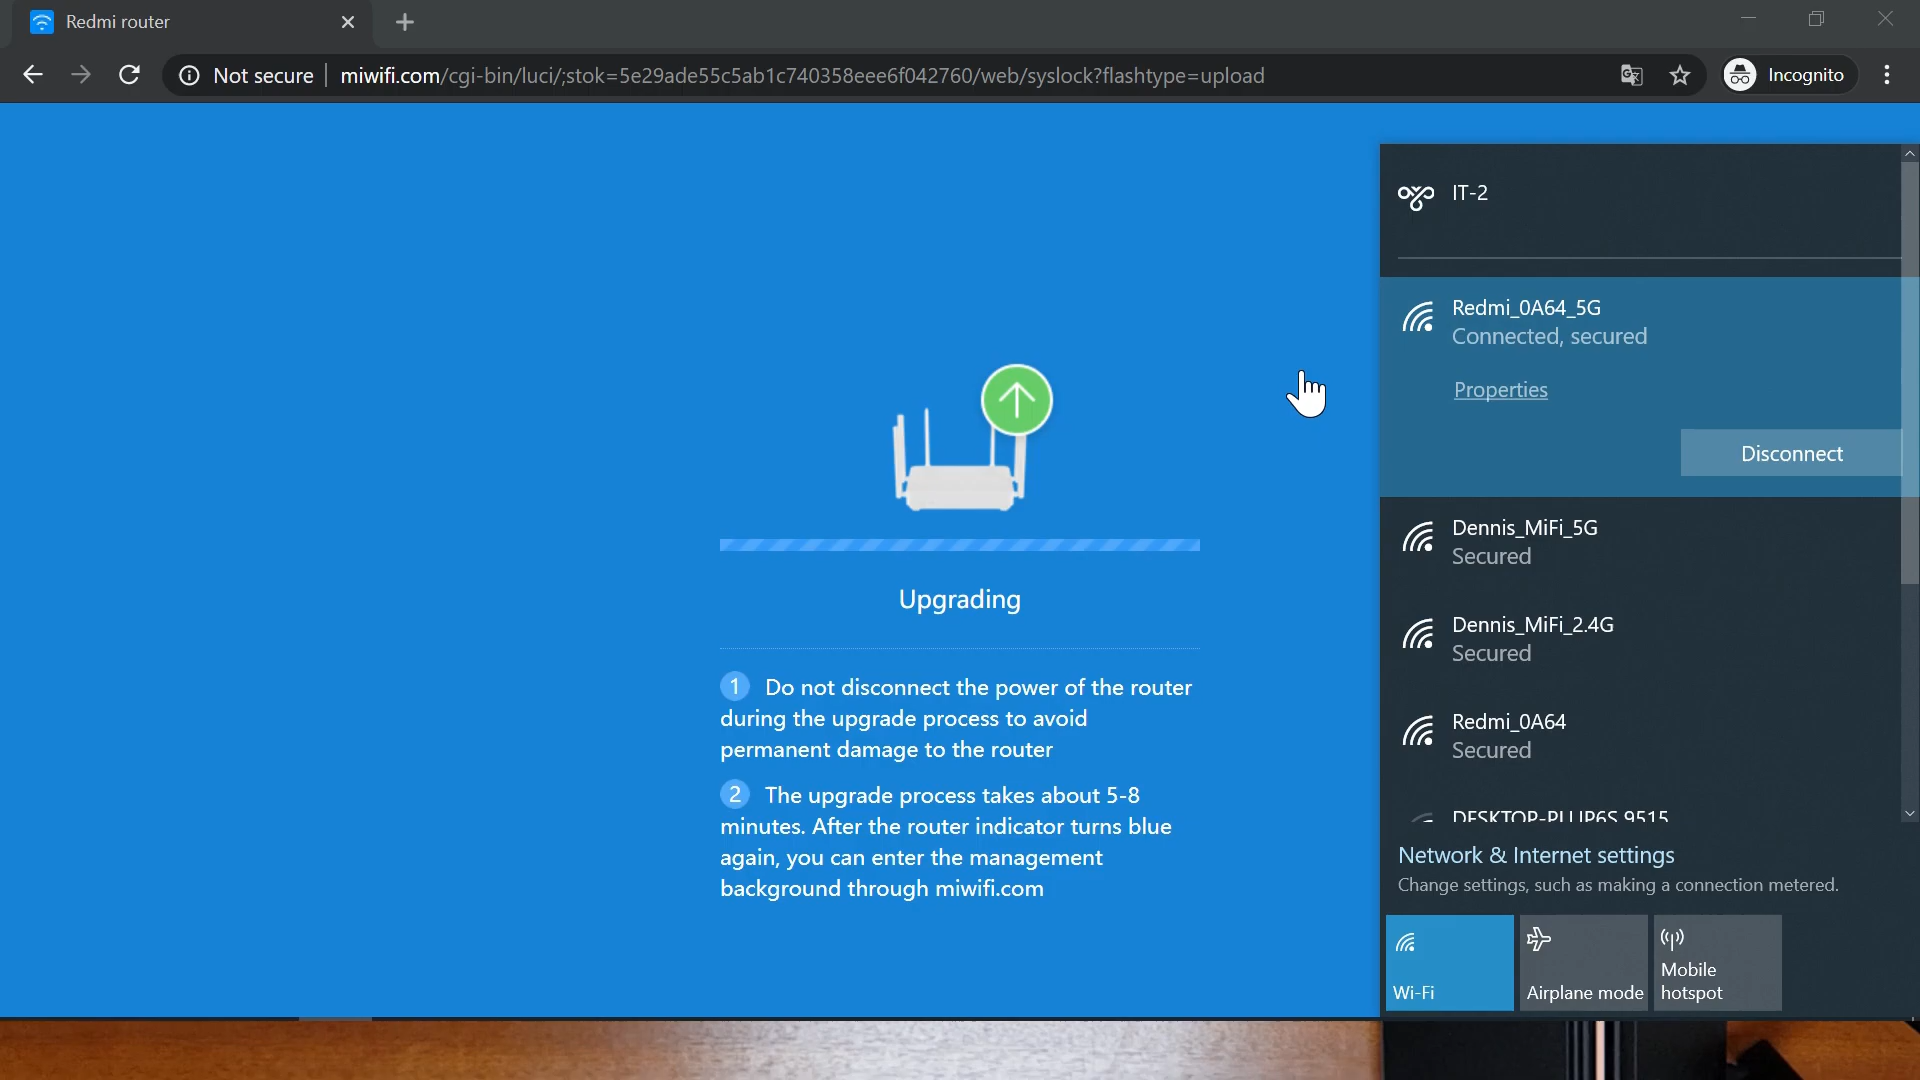 Redmi router
Not secure
miwifi.com/cgi-bin/luci/;stok=5e29ade55c5ab1c740358eee6f042760/web/syslock?flashtype=upload
Incognito
Upgrading
1 Do not disconnect the power of the router
during the upgrade process to avoid
permanent damage to the router
2 The upgrade process takes about 5-8
minutes. After the router indicator turns blue
again, you can enter the management
background through miwifi.com
IT-2
Redmi_0A64_5G
Connected, secured
Properties
Disconnect
Dennis_MiFi_5G
Secured
Dennis_MiFi_2.4G
Secured
Redmi_0A64
Secured
Network & Internet settings
Change settings, such as making a connection metered.
Wi-Fi
Airplane mode
Mobile
hotspot